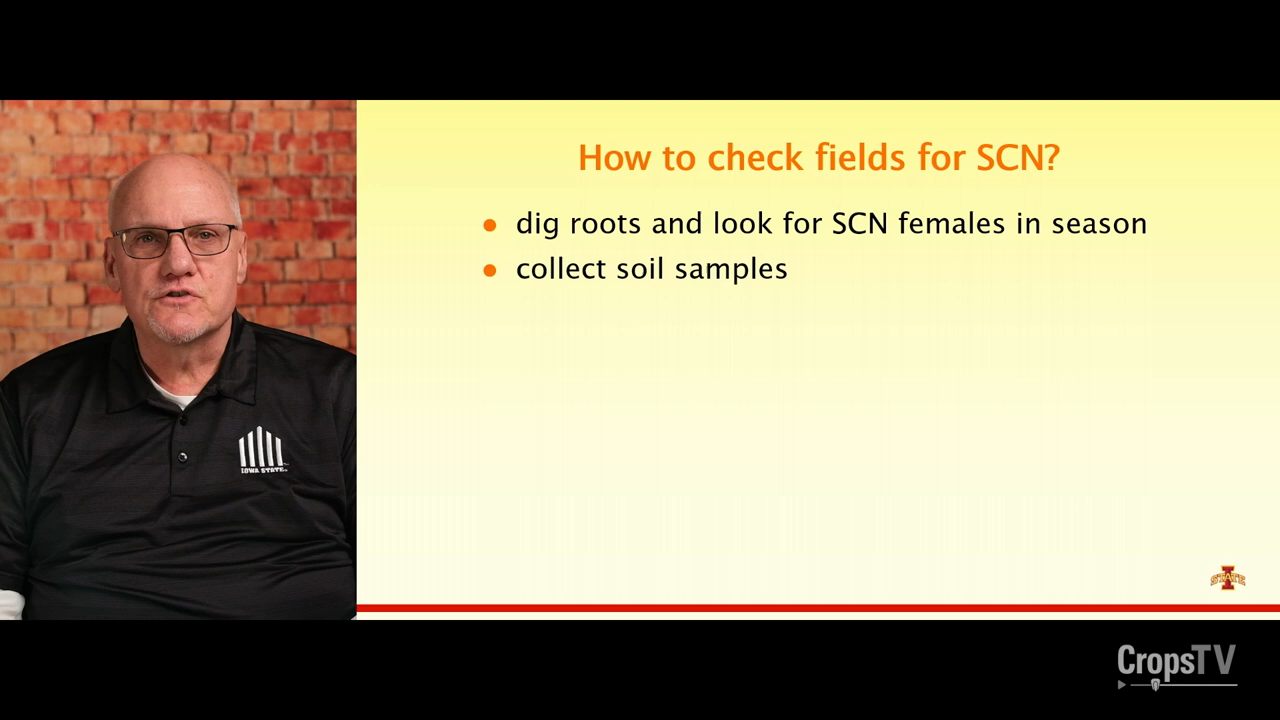 How to check fields for SCN?
dig roots and look for SCN females in season
collect soil samples
IOWA STATE
STATE
CropsTV